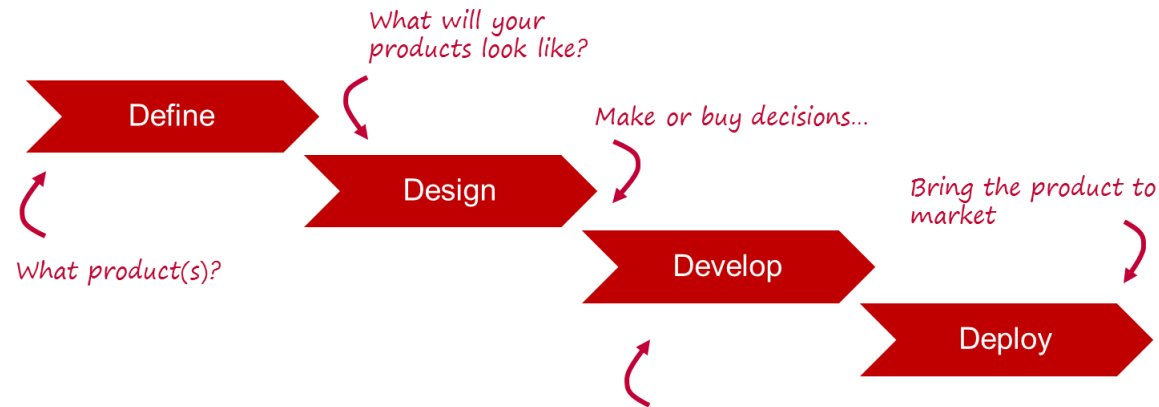 What will your
products look like?
Define
Make or buy decisions...
Design
Bring the product to
market
What product(s)?
Develop
Deploy